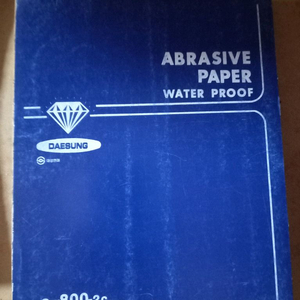 ABRASIVE
PAPER
WATER PROOF
DAESUNG